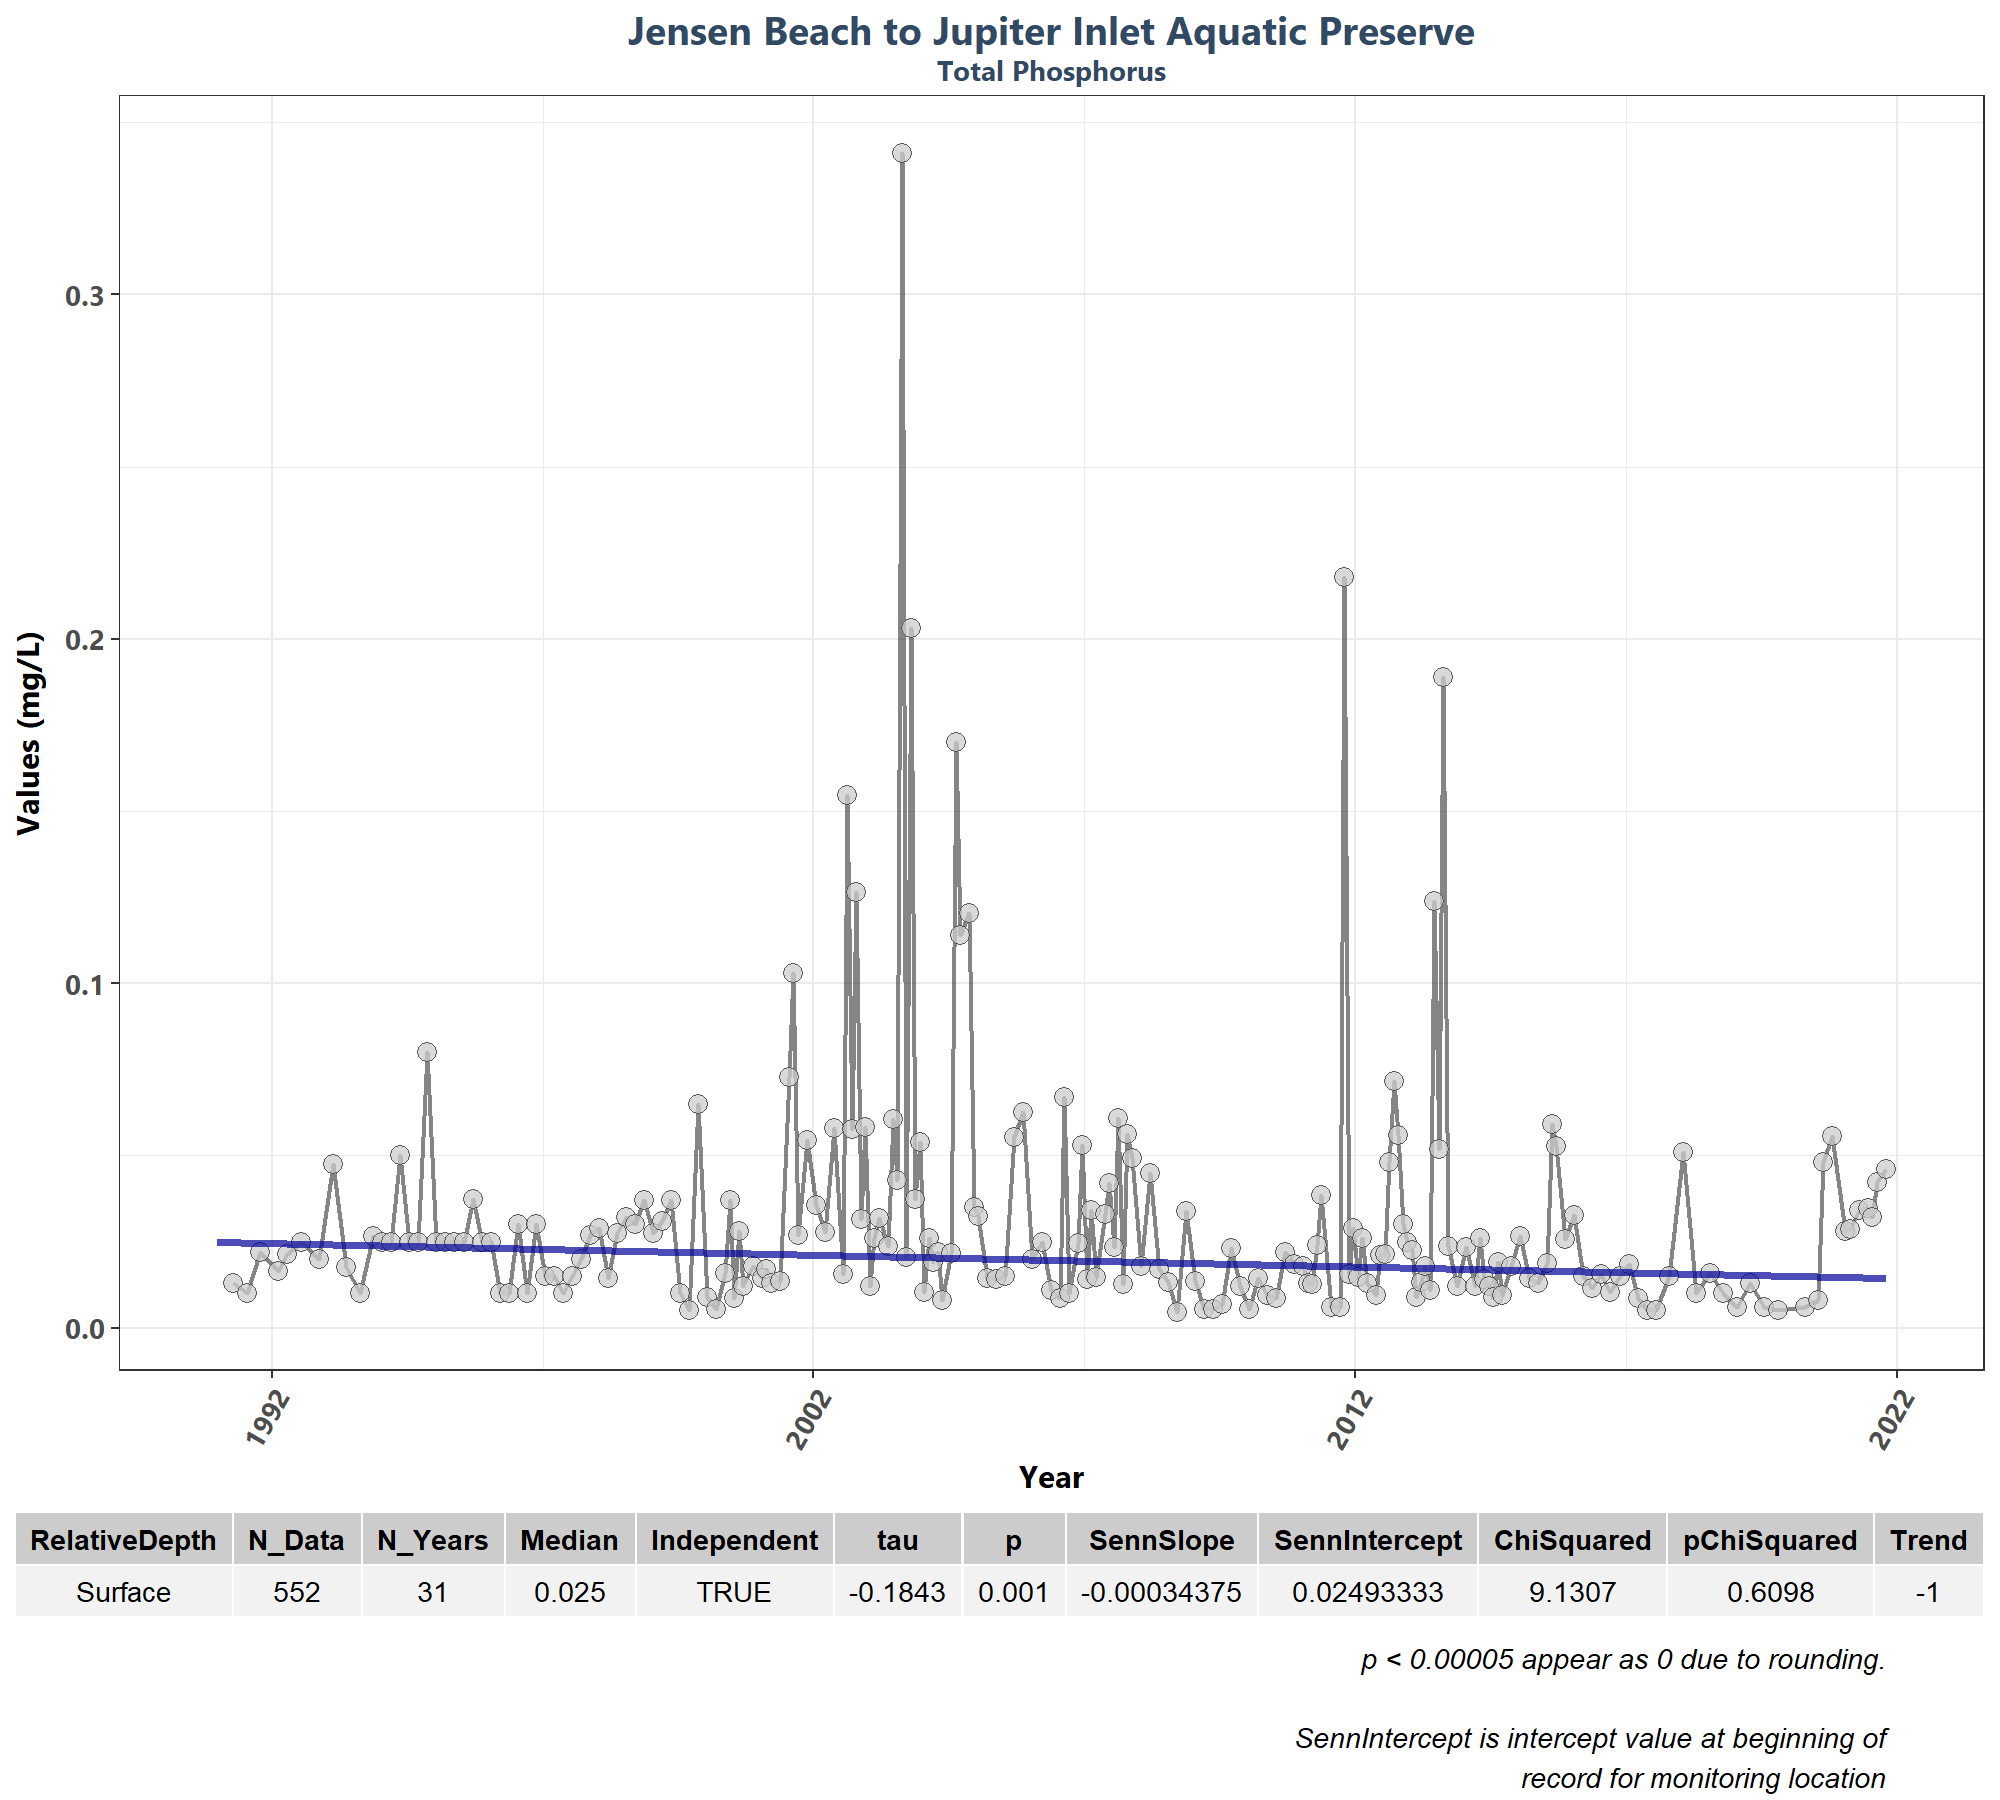 Jensen Beach to Jupiter Inlet Aquatic Preserve
Total Phosphorus
Values (mg/L)
0.3
0.2
0.1
0.0
1992 2002 2012 2022
Year
RelativeDepth N_Data N_Years Median Independent tau p SennSlope SennIntercept ChiSquared pChiSquared Trend
Surface 552 31 0.025 TRUE -0.1843 0.001 -0.00034375 0.02493333 9.1307 0.6098 -1
p < 0.00005 appear as 0 due to rounding.
SennIntercept is intercept value at beginning of
record for monitoring location